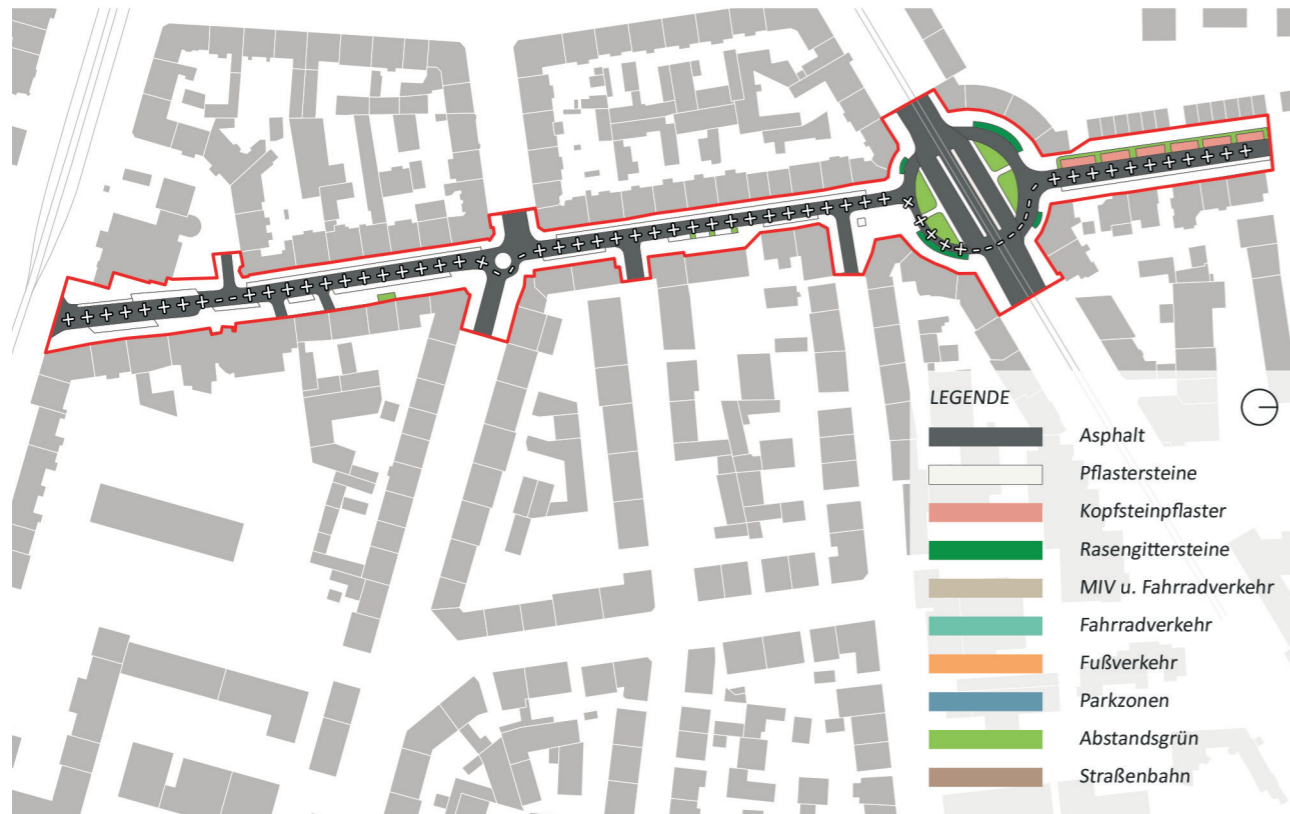 LEGENDE
Asphalt
Pflastersteine
Kopfsteinpflaster
Rasengittersteine
MIV u. Fahrradverkehr
Fahrradverkehr
Fußverkehr
Parkzonen
Abstandsgrün
Straßenbahn